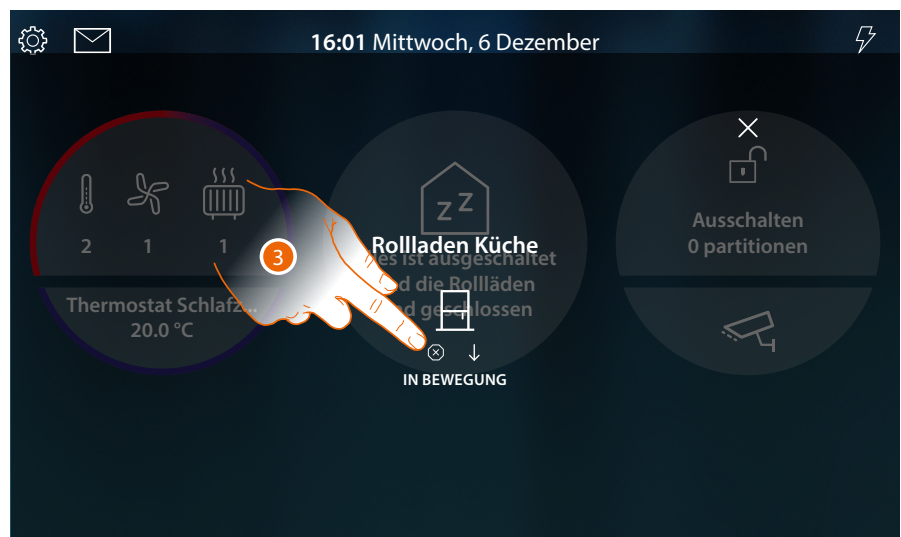 16:01 Mittwoch, 6 Dezember
2
1
1
Thermostat Schlafz...
20.0 °C
3
Rollladen Küche
es ist ausgeschaltet
d die Rollläden
d geschlossen
IN BEWEGUNG
z Z
Ausschalten
0 partitionen